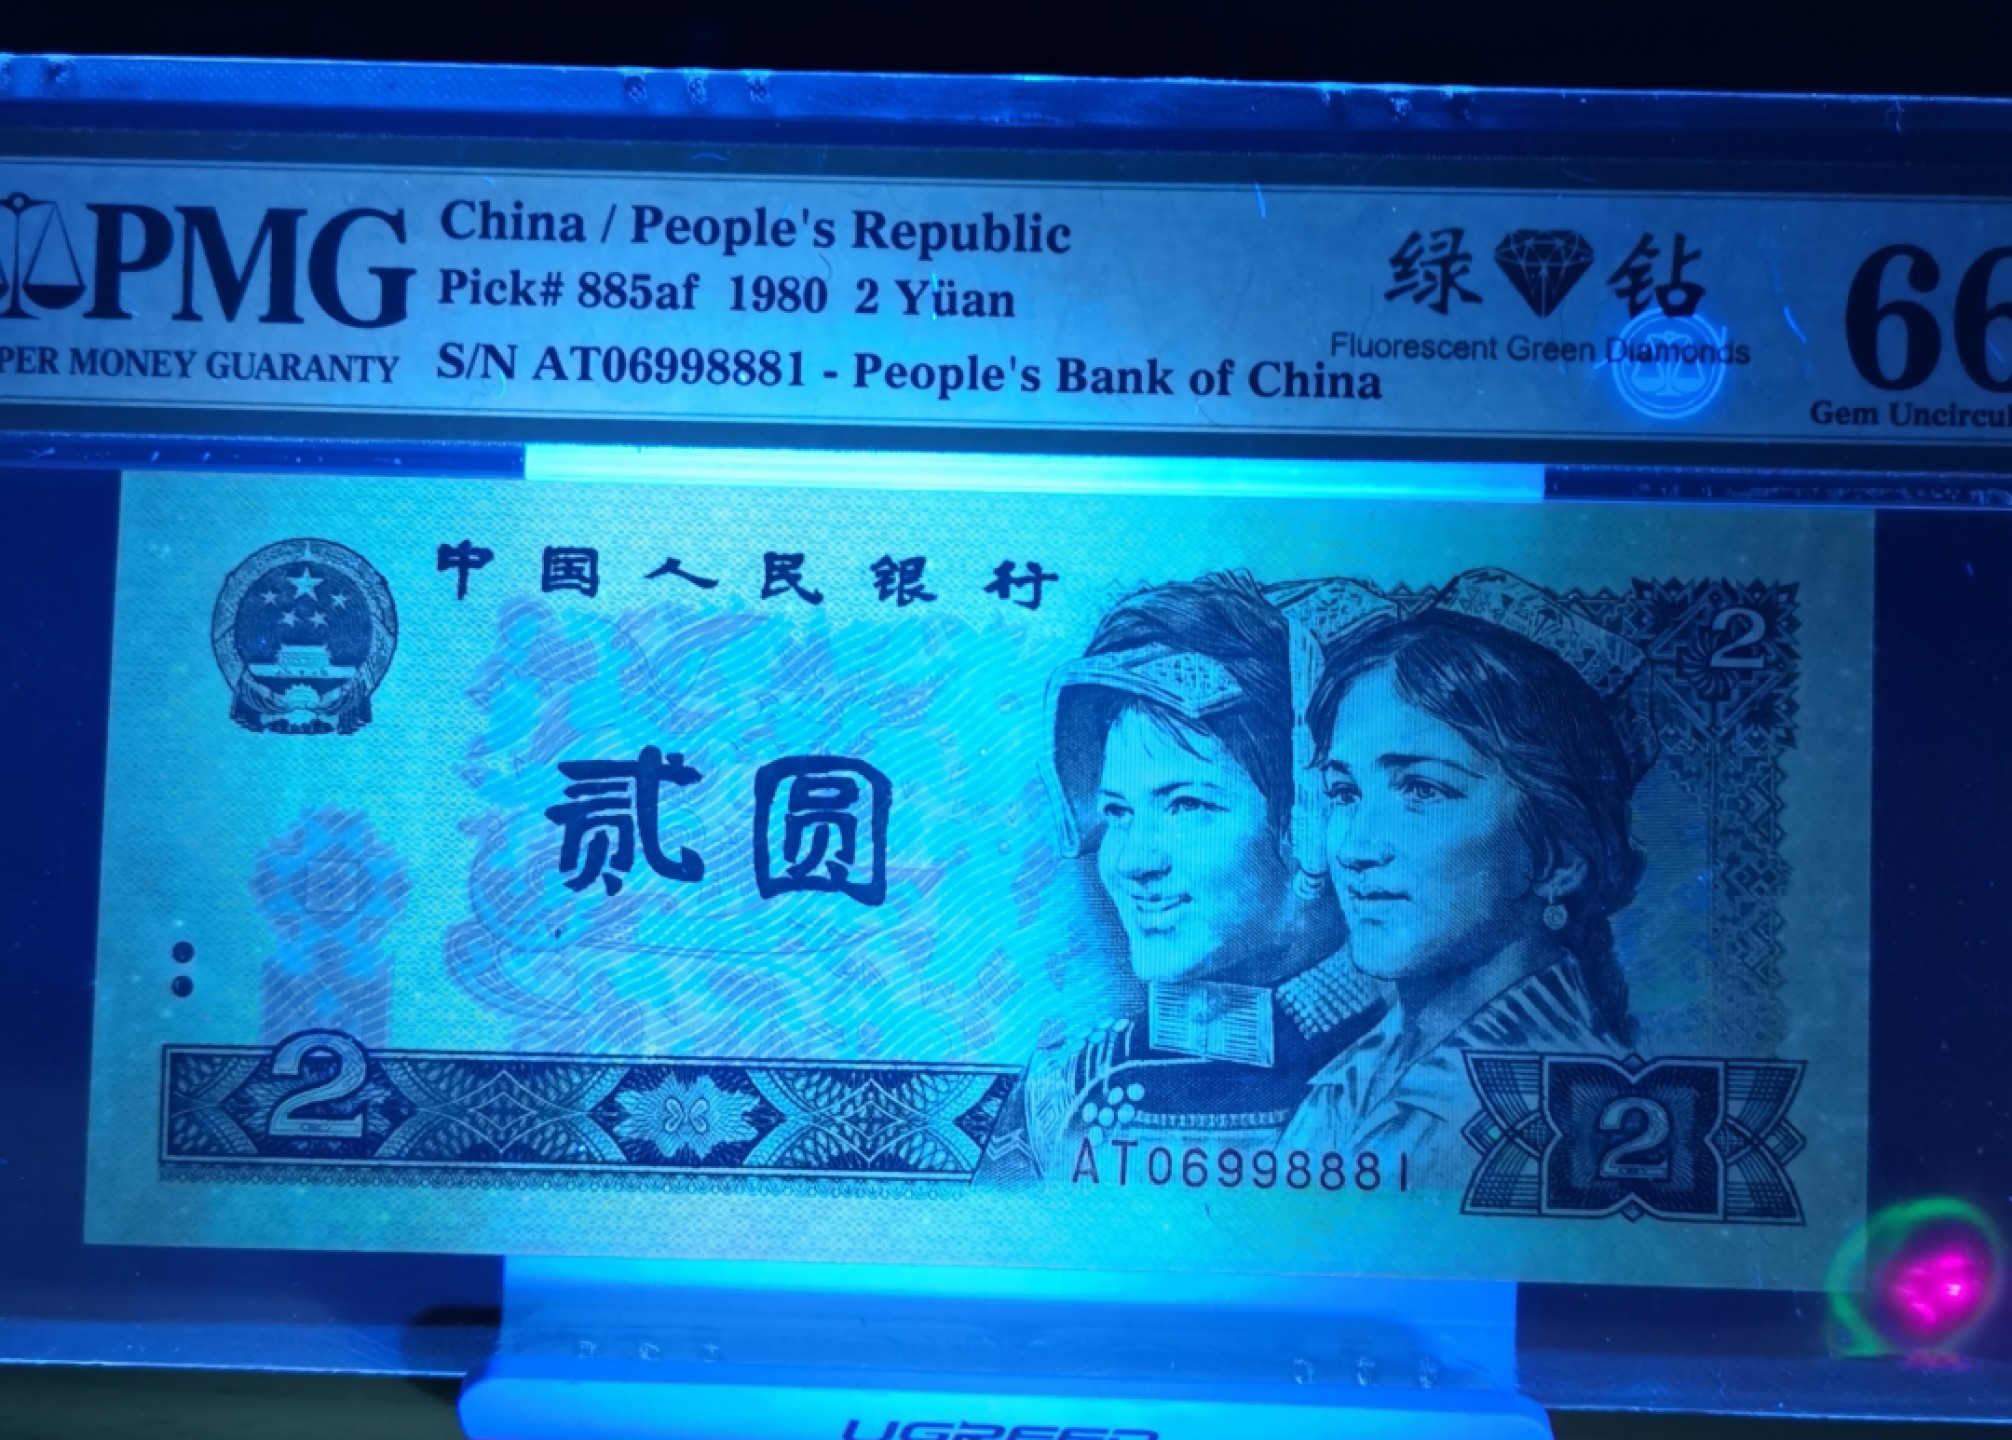 PMG
PER MONEY GUARANTY
China / People's Republic
Pick# 885af 1980 2 Yüan
S/N AT06998881 - People's Bank of China
绿 钻
Fluorescent Green Diamonds
66
Gem Uncircul
中国人民银行
2
贰圆
2
AT06998881
2
UGREEN